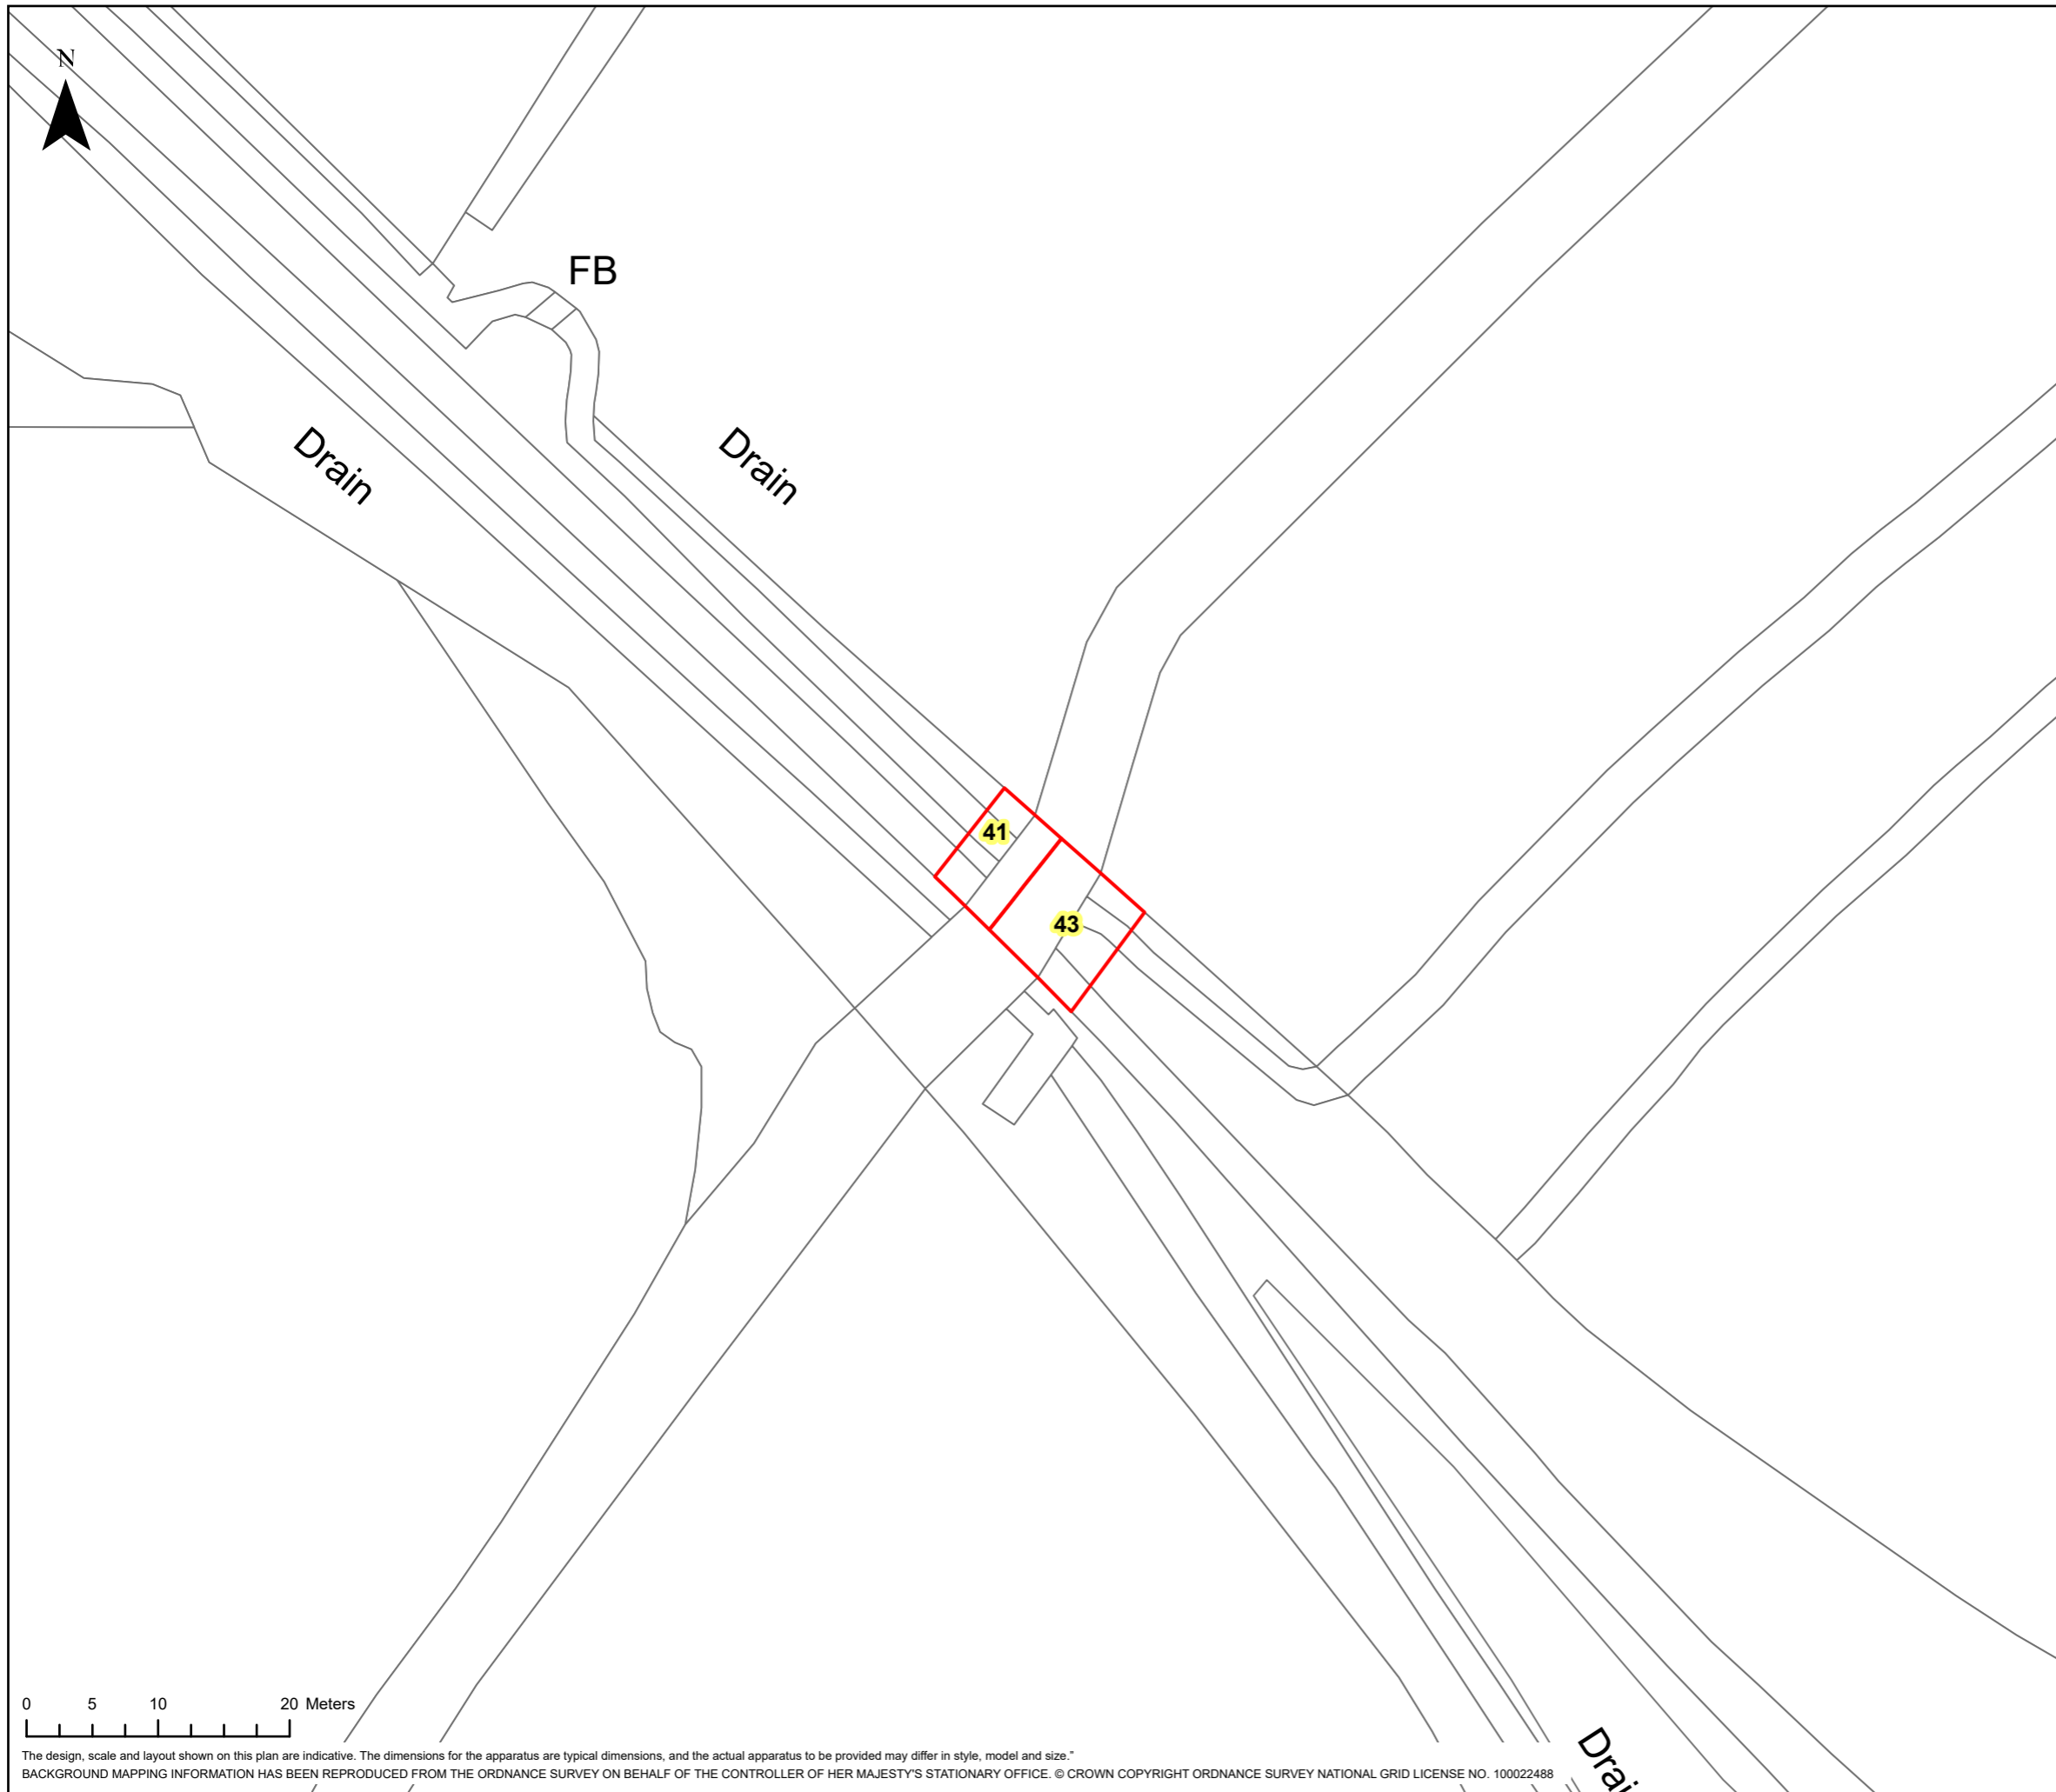 N
FB
Drain
Drain
41
43
0 5 10 20 Meters
The design, scale and layout shown on this plan are indicative. The dimensions for the apparatus are typical dimensions, and the actual apparatus to be provided may differ in style, model and size."
BACKGROUND MAPPING INFORMATION HAS BEEN REPRODUCED FROM THE ORDNANCE SURVEY ON BEHALF OF THE CONTROLLER OF HER MAJESTY'S STATIONARY OFFICE. © CROWN COPYRIGHT ORDNANCE SURVEY NATIONAL GRID LICENSE NO. 100022488